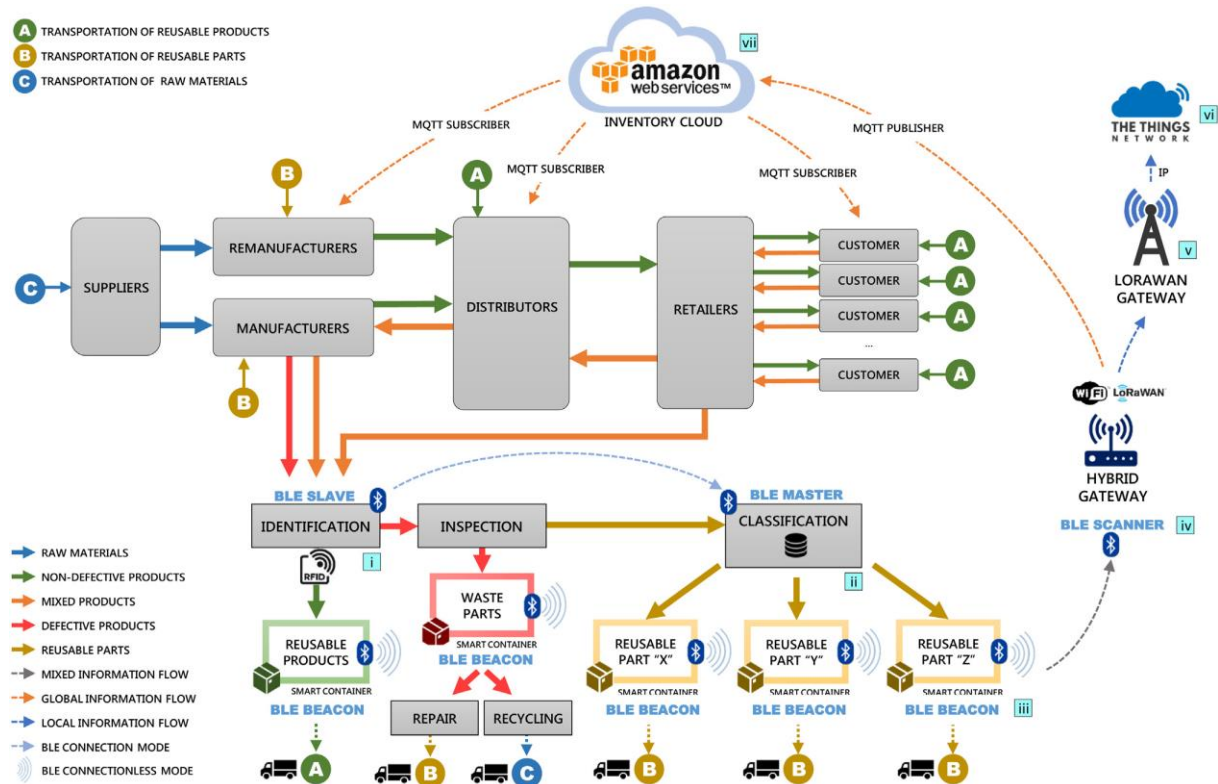 A TRANSPORTATION OF REUSABLE PRODUCTS
B TRANSPORTATION OF REUSABLE PARTS
C TRANSPORTATION OF RAW MATERIALS
amazon
webservices™
vii
INVENTORY CLOUD
MQTT SUBSCRIBER
MQTT SUBSCRIBER
MQTT SUBSCRIBER
MQTT PUBLISHER
THE THINGS
NETWORK
vi
IP
v
LORAWAN
GATEWAY
B
A
C
SUPPLIERS
REMANUFACTURERS
MANUFACTURERS
B
DISTRIBUTORS
RETAILERS
CUSTOMER A
CUSTOMER A
CUSTOMER A
...
CUSTOMER A
WiFi LoRaWAN
HYBRID
GATEWAY
BLE SCANNER iv
BLE SLAVE
IDENTIFICATION
i
RFID
INSPECTION
BLE MASTER
CLASSIFICATION
ii
WASTE
PARTS
SMART CONTAINER
BLE BEACON
REUSABLE
PRODUCTS
SMART CONTAINER
BLE BEACON
REUSABLE
PART "X"
SMART CONTAINER
BLE BEACON
REUSABLE
PART "Y"
SMART CONTAINER
BLE BEACON
REUSABLE
PART "Z"
SMART CONTAINER
BLE BEACON
iii
REPAIR
RECYCLING
A
B
C
B
B
B
RAW MATERIALS
NON-DEFECTIVE PRODUCTS
MIXED PRODUCTS
DEFECTIVE PRODUCTS
REUSABLE PARTS
MIXED INFORMATION FLOW
GLOBAL INFORMATION FLOW
LOCAL INFORMATION FLOW
BLE CONNECTION MODE
BLE CONNECTIONLESS MODE